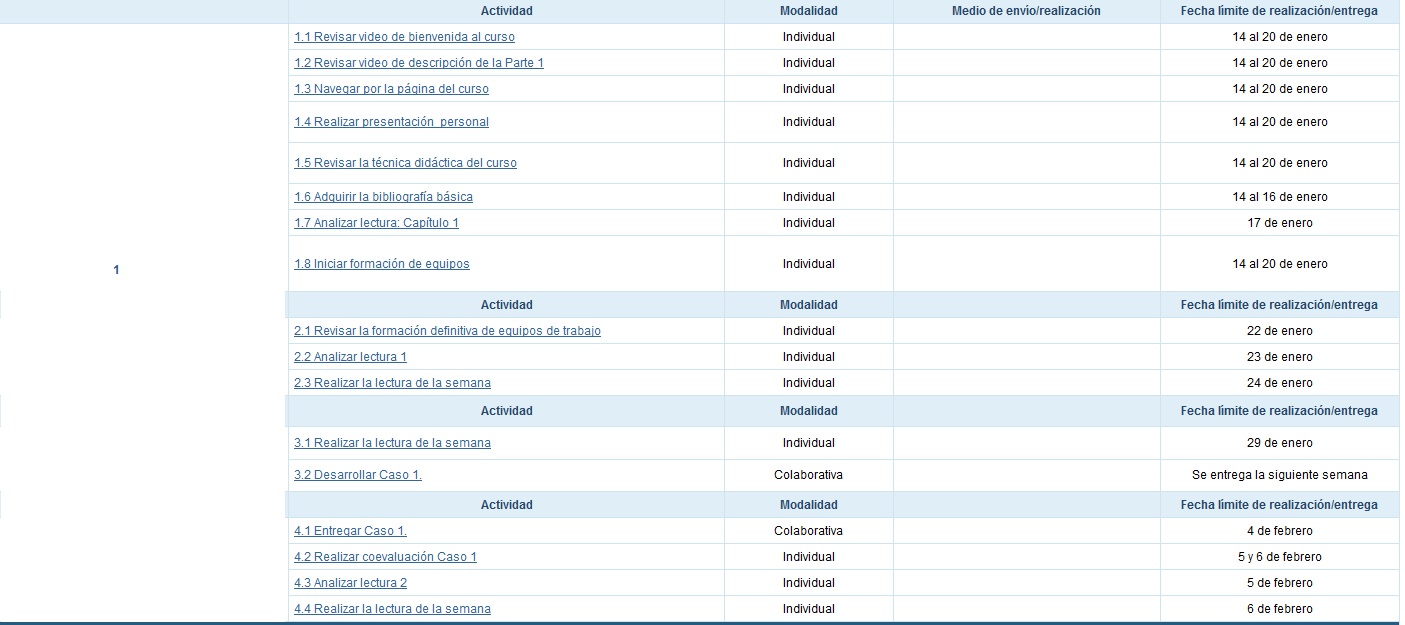 Actividad Modalidad Medio de envío/realización Fecha límite de realización/entrega
1.1 Revisar video de bienvenida al curso Individual 14 al 20 de enero
1.2 Revisar video de descripción de la Parte 1 Individual 14 al 20 de enero
1.3 Navegar por la página del curso Individual 14 al 20 de enero
1.4 Realizar presentación personal Individual 14 al 20 de enero
1.5 Revisar la técnica didáctica del curso Individual 14 al 20 de enero
1.6 Adquirir la bibliografía básica Individual 14 al 16 de enero
1.7 Analizar lectura: Capítulo 1 Individual 17 de enero
1.8 Iniciar formación de equipos Individual 14 al 20 de enero
1
Actividad Modalidad Fecha límite de realización/entrega
2.1 Revisar la formación definitiva de equipos de trabajo Individual 22 de enero
2.2 Analizar lectura 1 Individual 23 de enero
2.3 Realizar la lectura de la semana Individual 24 de enero
Actividad Modalidad Fecha límite de realización/entrega
3.1 Realizar la lectura de la semana Individual 29 de enero
3.2 Desarrollar Caso 1. Colaborativa Se entrega la siguiente semana
Actividad Modalidad Fecha límite de realización/entrega
4.1 Entregar Caso 1. Colaborativa 4 de febrero
4.2 Realizar coevaluación Caso 1 Individual 5 y 6 de febrero
4.3 Analizar lectura 2 Individual 5 de febrero
4.4 Realizar la lectura de la semana Individual 6 de febrero